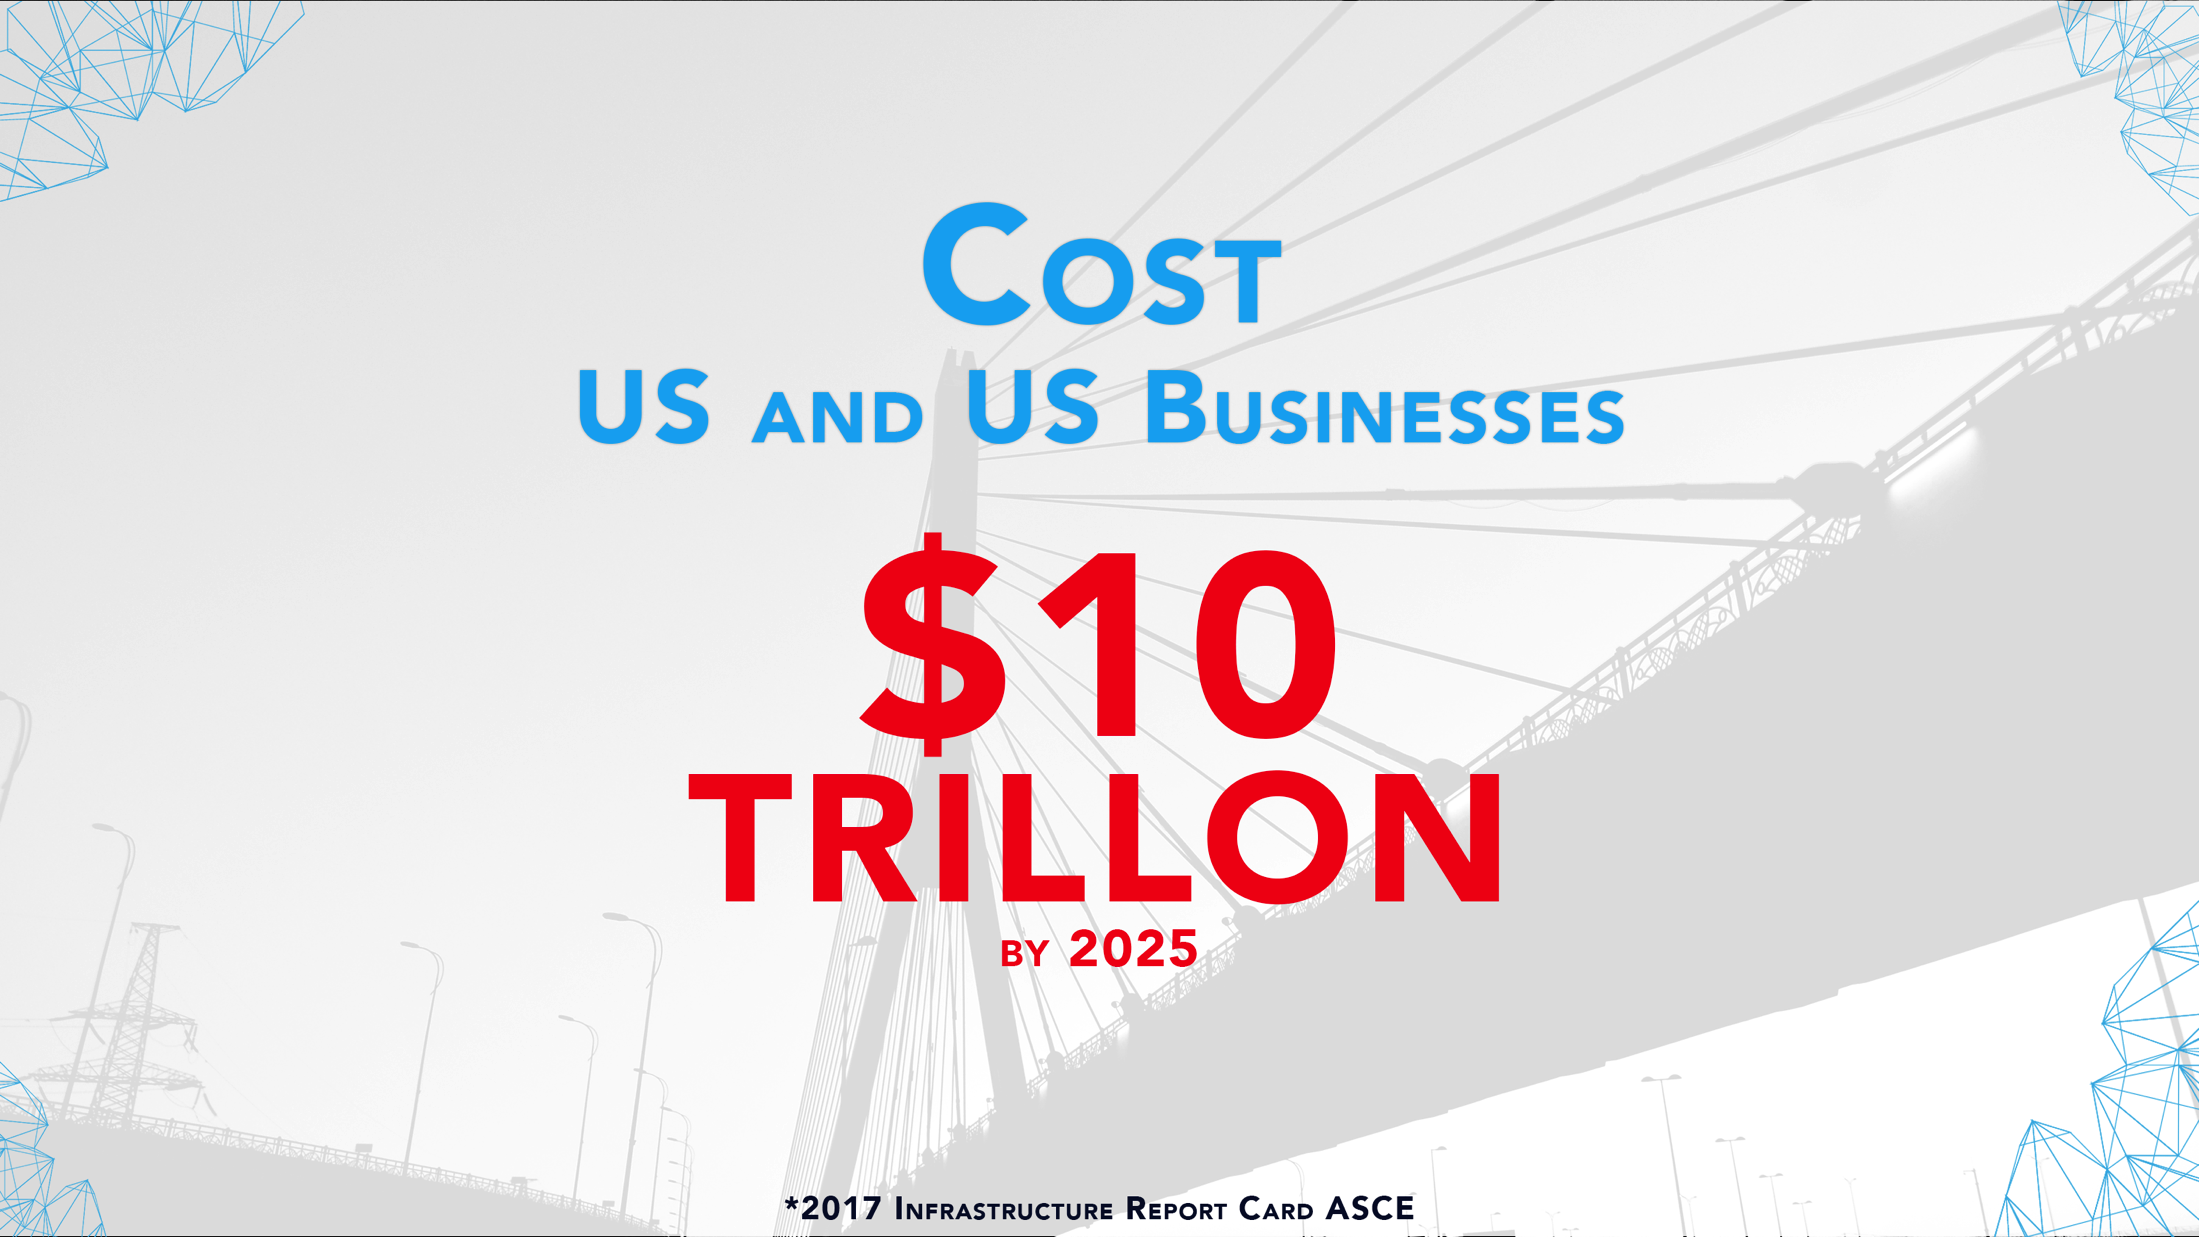 Cost
US and US Businesses
$10
TRILLON
by 2025
*2017 Infrastructure Report Card ASCE